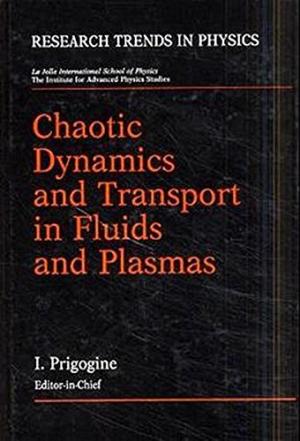 RESEARCH TRENDS IN PHYSICS
La Jolla International School of Physics
The Institute for Advanced Physics Studies
Chaotic
Dynamics
and Transport
in Fluids
and Plasmas
I. Prigogine
Editor-in-Chief